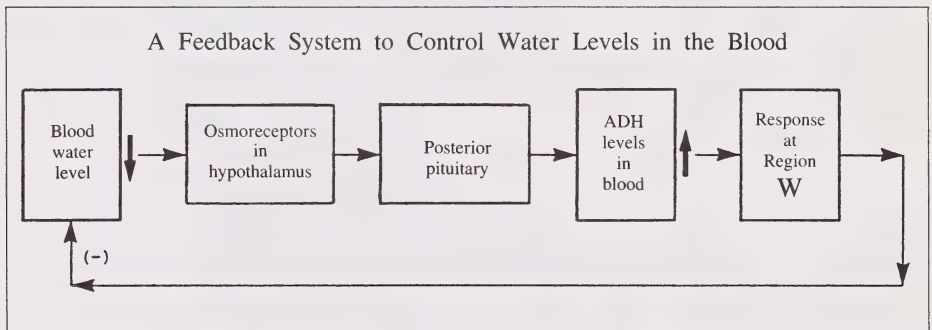 A Feedback System to Control Water Levels in the Blood
Blood
water
level
Osmoreceptors
in
hypothalamus
Posterior
pituitary
ADH
levels
in
blood
Response
at
Region
W
(-)